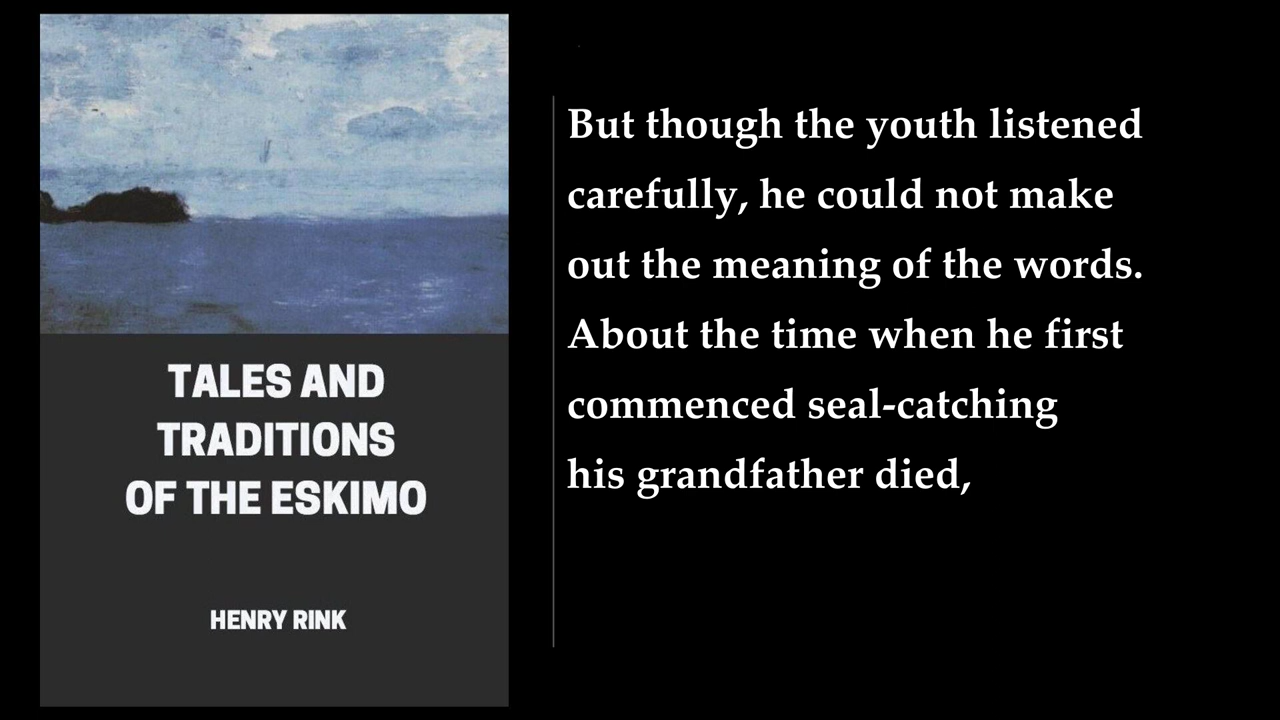 TALES AND
TRADITIONS
OF THE ESKIMO
HENRY RINK
But though the youth listened
carefully, he could not make
out the meaning of the words.
About the time when he first
commenced seal-catching
his grandfather died,